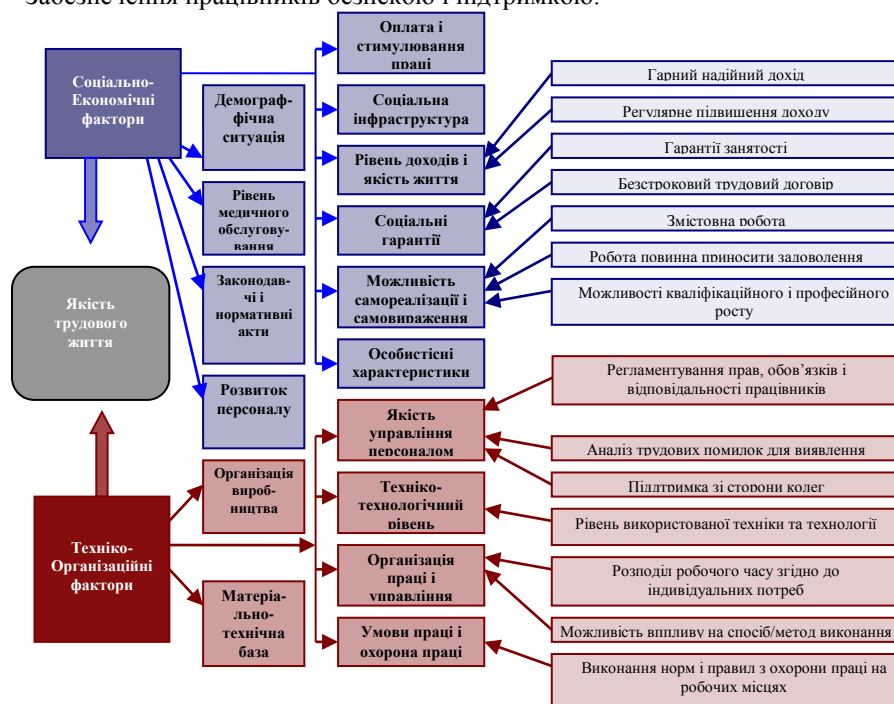 Забезпечення працівників безпекою і підтримкою.
Соціально-
Економічні
фактори
Якість
трудового
життя
Техніко-
Організаційні
фактори
Демограф-
фічна
ситуація
Рівень
медичного
обслугову-
вання
Законодав-
чі і
нормативні
акти
Розвиток
персоналу
Організація
вироб-
ництва
Матеріа-
льно-
технічна
база
Оплата і
стимулювання
праці
Соціальна
інфраструктура
Рівень доходів і
якість життя
Соціальні
гарантії
Можливість
самореалізації і
самовираження
Особистісні
характеристики
Якість
управління
персоналом
Техніко-
технологічний
рівень
Організація
праці і
управління
Умови праці і
охорона праці
Гарний надійний дохід
Регулярне підвищення доходу
Гарантії занятості
Безстроковий трудовий договір
Змістовна робота
Робота повинна приносити задоволення
Можливості кваліфікаційного і професійного
росту
Регламентування прав, обов’язків і
відповідальності працівників
Аналіз трудових помилок для виявлення
Підтримка зі сторони колег
Рівень використованої техніки та технології
Розподіл робочого часу згідно до
індивідуальних потреб
Можливість вппливу на спосіб/метод виконання
Виконання норм і правил з охорони праці на
робочих місцях